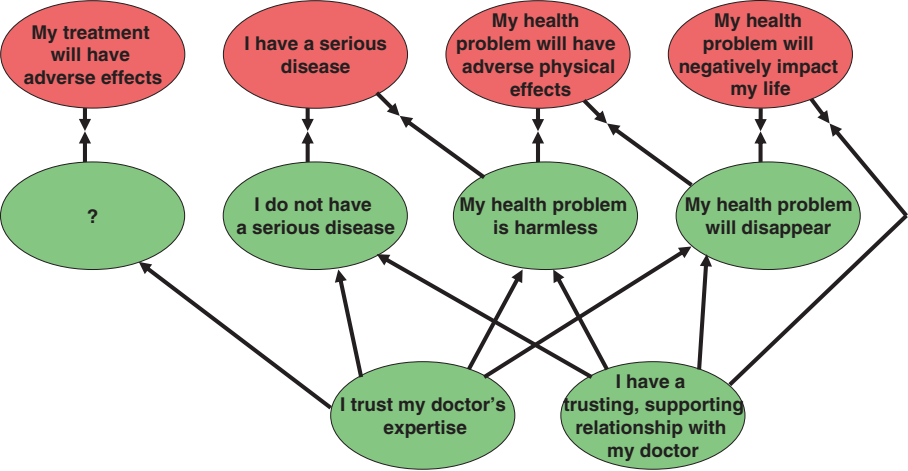 My treatment
will have
adverse effects
I have a serious
disease
My health
problem will have
adverse physical
effects
My health
problem will
negatively impact
my life
?
I do not have
a serious disease
My health problem
is harmless
My health problem
will disappear
I trust my doctor's
expertise
I have a
trusting, supporting
relationship with
my doctor